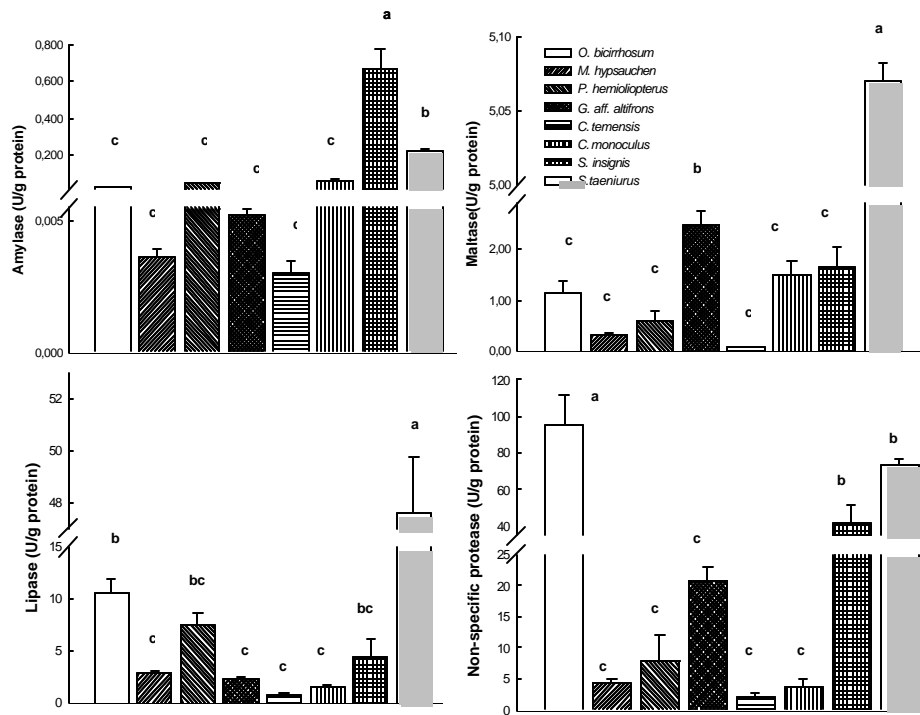 a
0,800
0,600
0,400
0,200
0,005
0,000
Amylase (U/g protein)
c
c
c
c
c
c
b
5,10
5,05
5,00
2,00
1,00
0,00
Maltase(U/g protein)
O. bicirrhosum
M. hypsauchen
P. hemioliopterus
G. aff. altifrons
C. temensis
C. monoculus
S. insignis
S.taeniurus
a
b
c
c
c
c
c
c
52
50
48
15
10
5
0
Lipase (U/g protein)
a
b
bc
bc
c
c
c
c
120
100
80
60
40
25
20
15
10
5
0
Non-specific protease (U/g protein)
a
b
b
c
c
c
c
c